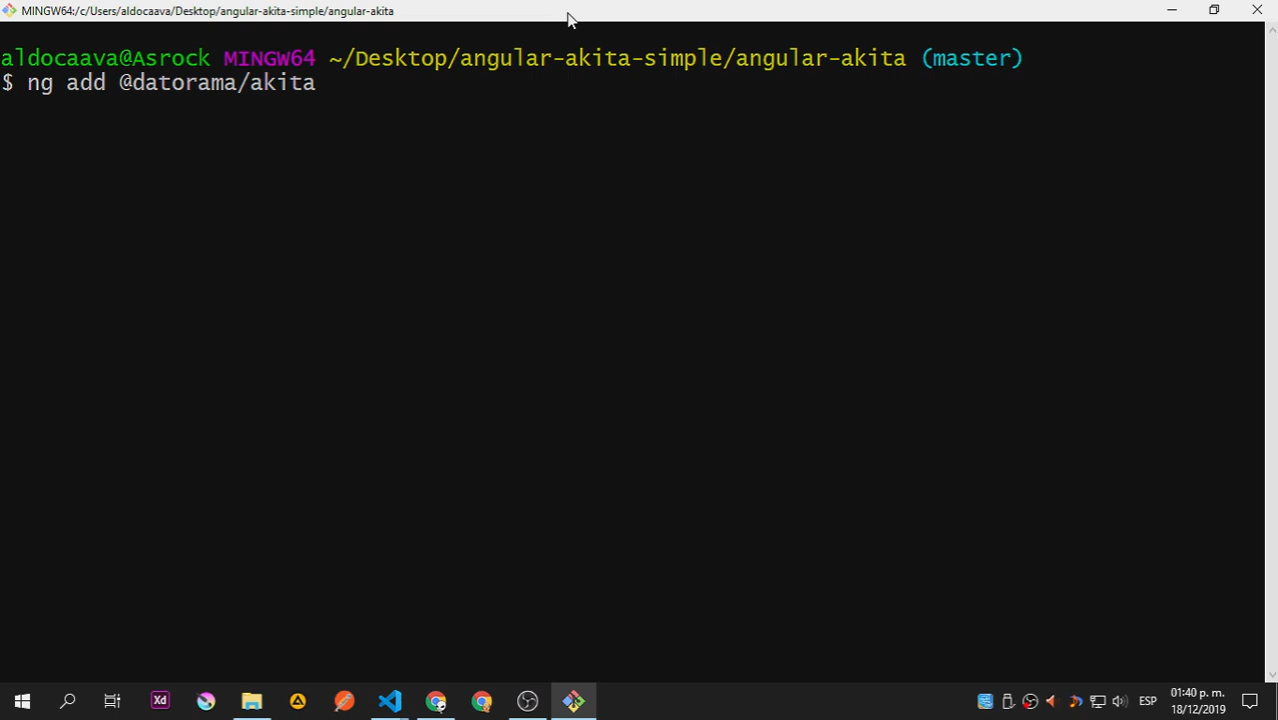 MINGW64:/c/Users/aldocaava/Desktop/angular-akita-simple/angular-akita
aldocaava@Asrock MINGW64 ~/Desktop/angular-akita-simple/angular-akita (master)
$ ng add @datorama/akita
Xd
ESP
01:40 p. m.
18/12/2019